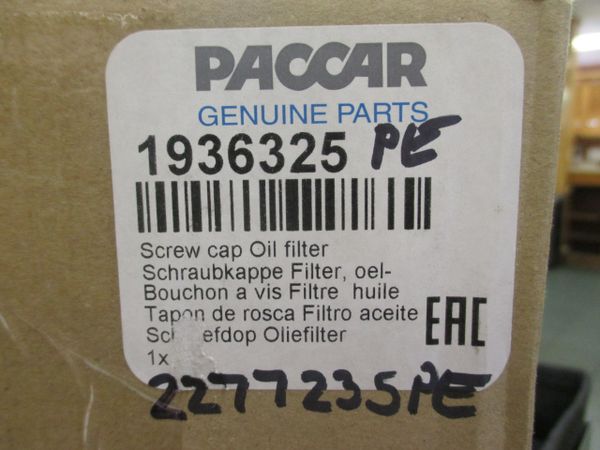 PACCAR
GENUINE PARTS
1936325 PE
Screw cap Oil filter
Schraubkappe Filter, oel-
Bouchon a vis Filtre huile
Tapon de rosca Filtro aceite
Oliefilter
EAC
1x
2277235PE